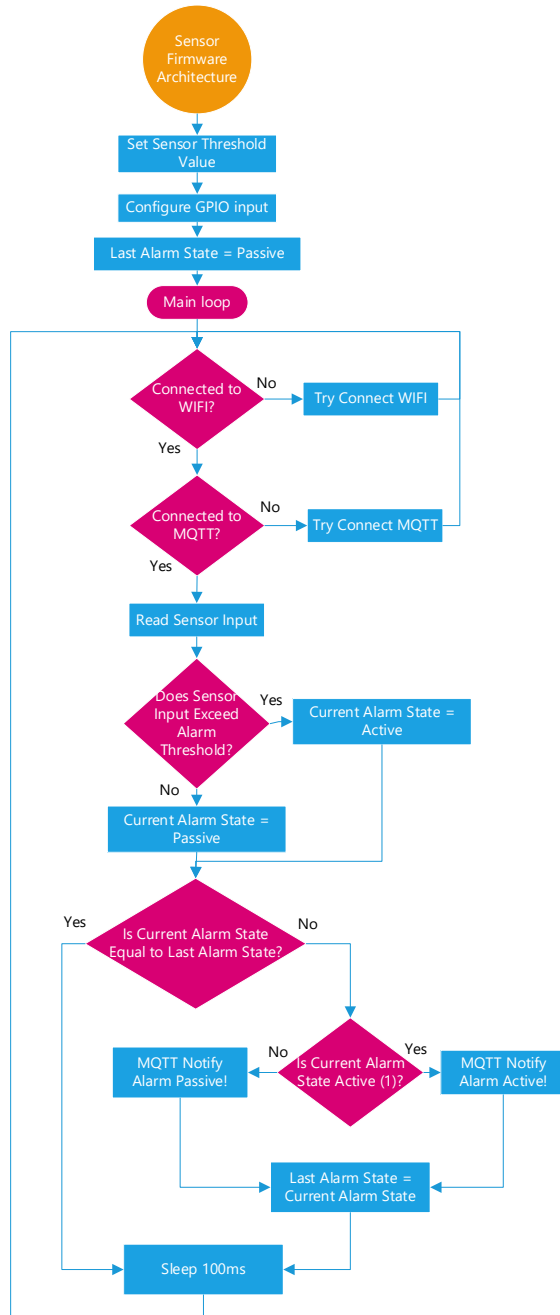 Sensor
Firmware
Architecture
Set Sensor Threshold
Value
Configure GPIO input
Last Alarm State = Passive
Main loop
Connected to
WIFI?
No
Try Connect WIFI
Yes
Connected to
MQTT?
No
Try Connect MQTT
Yes
Read Sensor Input
Does Sensor
Input Exceed
Alarm
Threshold?
Yes
Current Alarm State =
Active
No
Current Alarm State =
Passive
Is Current Alarm State
Equal to Last Alarm State?
Yes
No
Is Current Alarm
State Active (1)?
No
Yes
MQTT Notify
Alarm Passive!
MQTT Notify
Alarm Active!
Last Alarm State =
Current Alarm State
Sleep 100ms